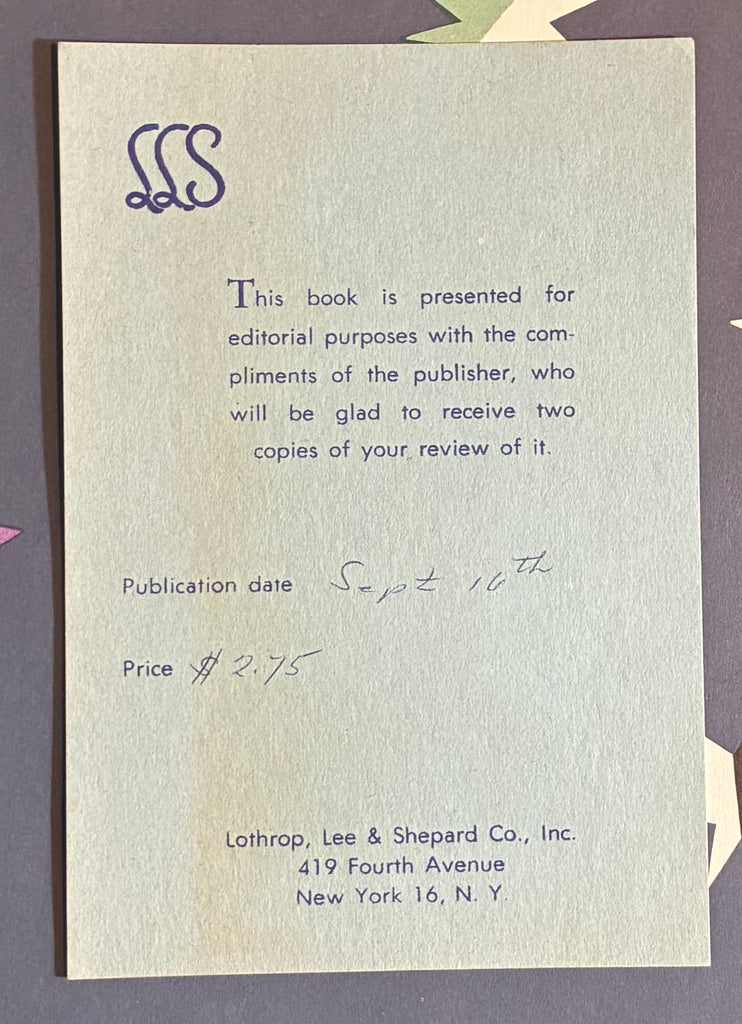 LLS
This book is presented for
editorial purposes with the com-
pliments of the publisher, who
will be glad to receive two
copies of your review of it.
Publication date Sept 16th
Price $2.75
Lothrop, Lee & Shepard Co., Inc.
419 Fourth Avenue
New York 16, N. Y.